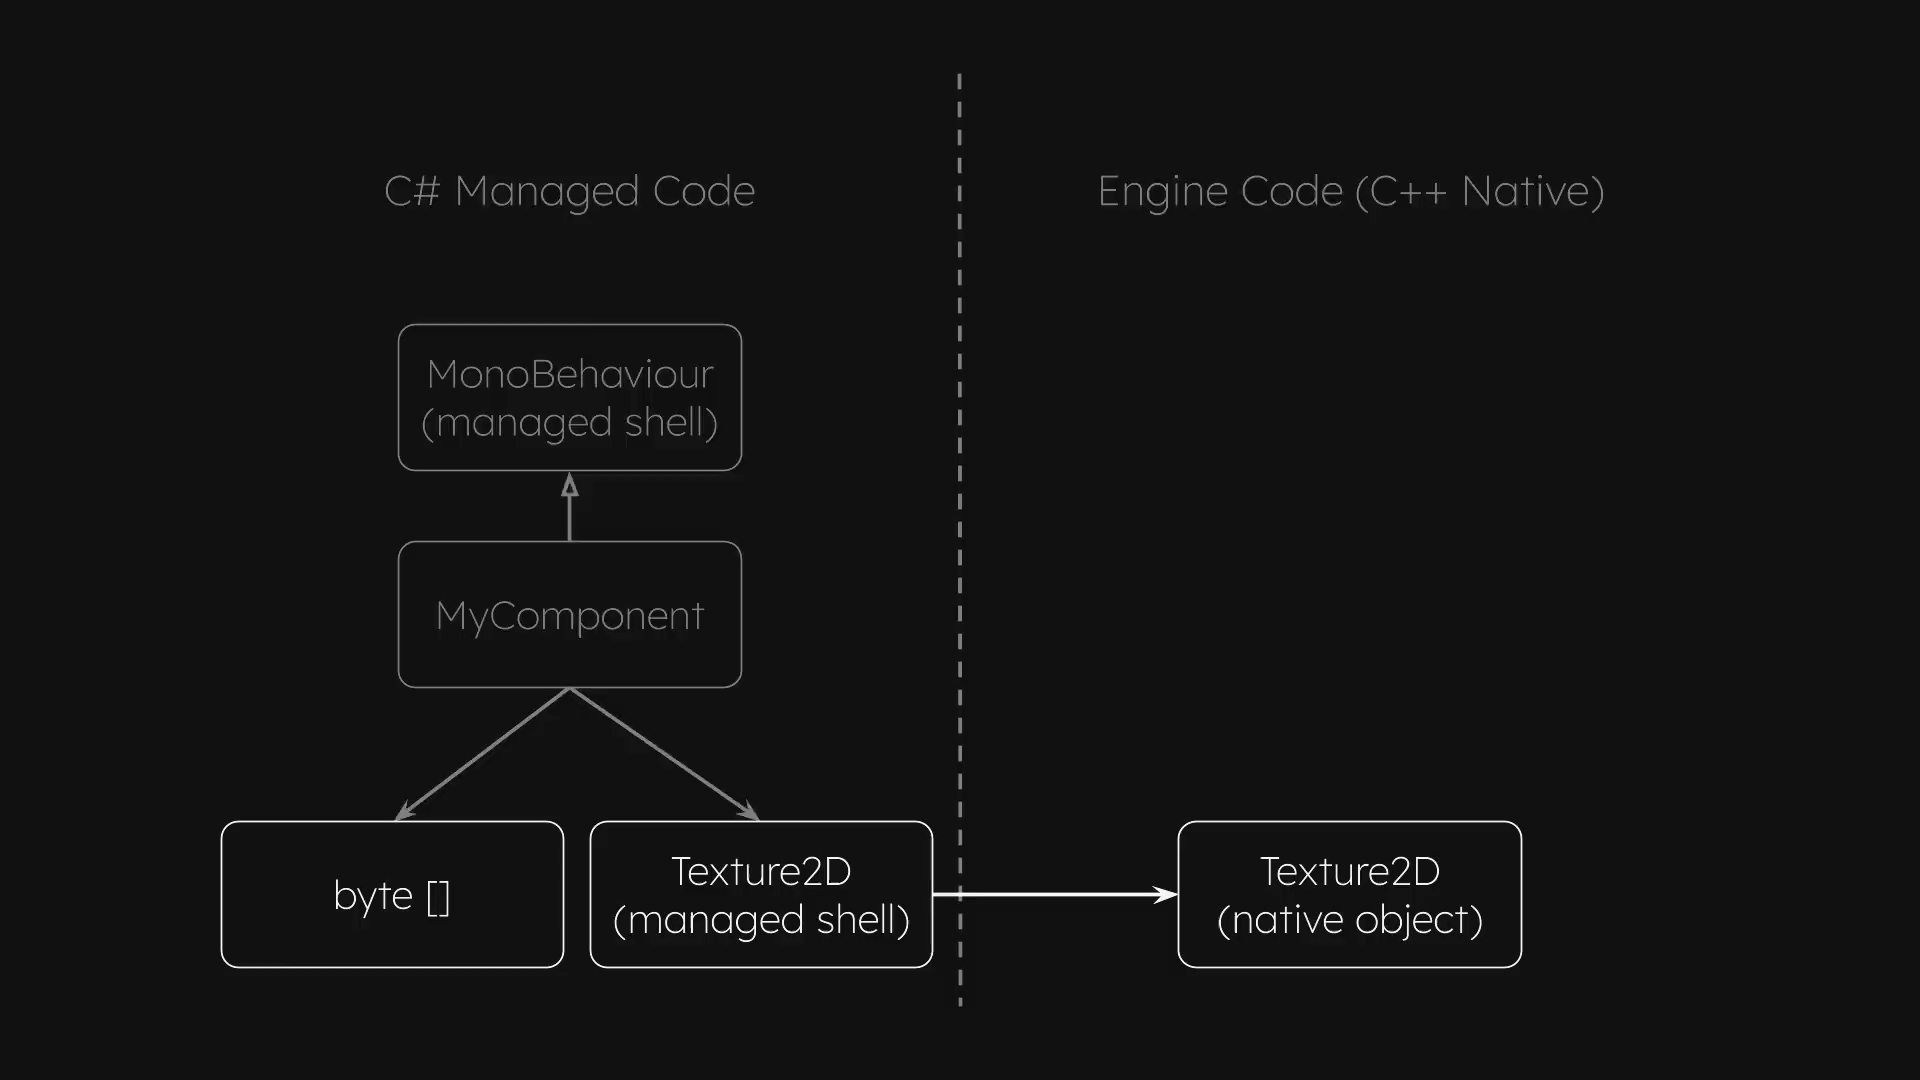 C# Managed Code
Engine Code (C++ Native)
MonoBehaviour
(managed shell)
MyComponent
byte []
Texture2D
(managed shell)
Texture2D
(native object)